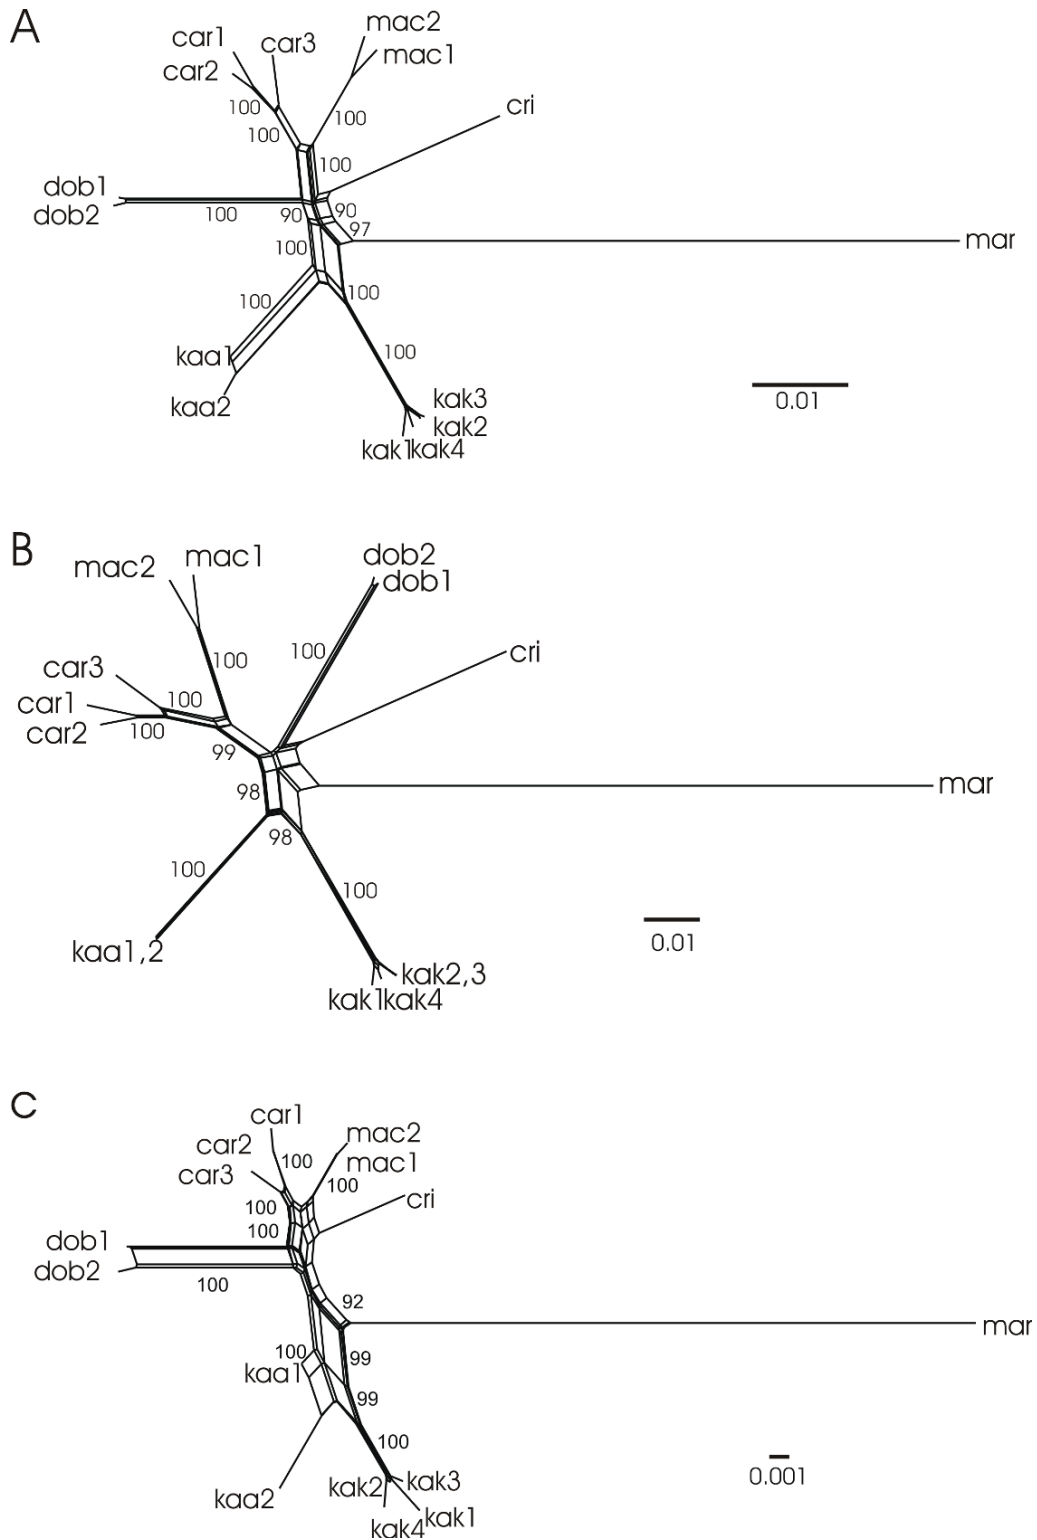 A
mac2
car1
car3
mac1
car2
cri
100
100
100
100
dob1
dob2
100
90
90
97
100
mar
100
100
kaa1
100
kaa2
kak3
kak2
kak1kak4
0.01
B
mac2
mac1
dob2
dob1
100
100
cri
car3
car1
100
car2
100
99
98
mar
98
100
100
kaa1,2
kak2,3
kak1kak4
0.01
C
car1
mac2
car2
100
mac1
car3
100
cri
100
100
dob1
dob2
100
92
mar
100
99
kaa1
99
100
kaa2
kak2
kak3
kak1
kak4
0.001